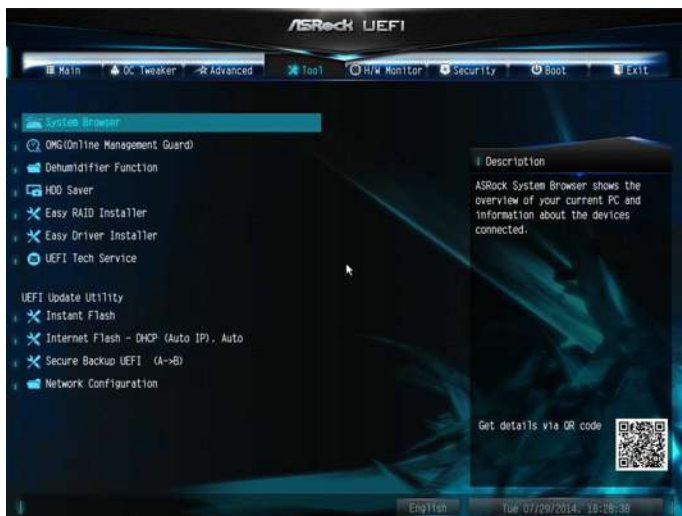 ASRock UEFI
Main
OC Tweaker
Advanced
Tool
H/W Monitor
Security
Boot
Exit
System Browser
OMG(Online Management Guard)
Dehumidifier Function
HDD Saver
Easy RAID Installer
Easy Driver Installer
UEFI Tech Service
UEFI Update Utility
Instant Flash
Internet Flash - DHCP (Auto IP), Auto
Secure Backup UEFI (A->B)
Network Configuration
Description
ASRock System Browser shows the
overview of your current PC and
information about the devices
connected.
Get details via QR code
English
Tue 07/29/2014, 18:28:38